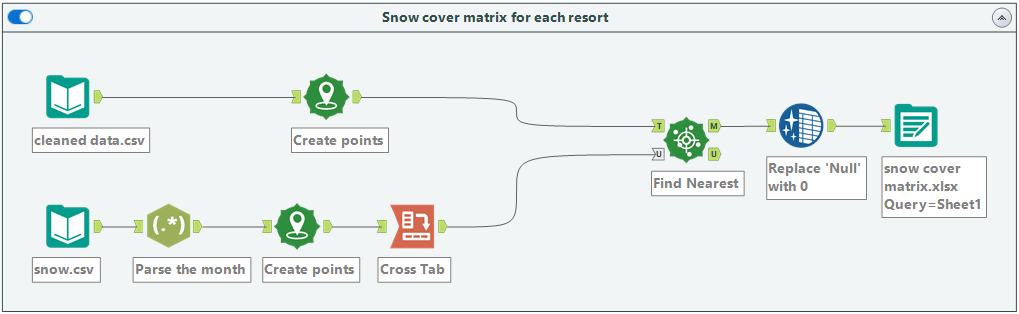 Snow cover matrix for each resort
cleaned data.csv
Create points
T
U
M
U
Find Nearest
Replace 'Null'
with 0
snow cover
matrix.xlsx
Query=Sheet1
(.*)
snow.csv
Parse the month
Create points
Cross Tab